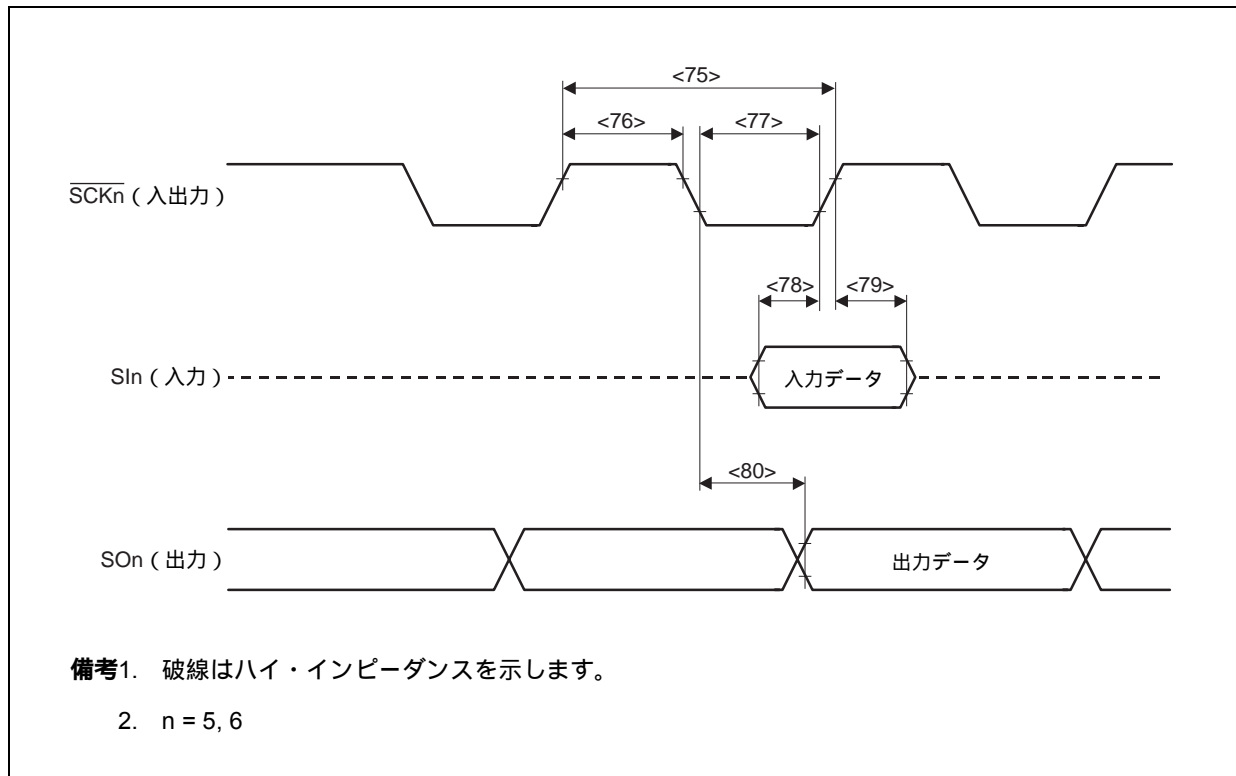 <75>
<76> <77>
SCKn（入出力）
<78> <79>
SIn（入力）
入力データ
<80>
SOn（出力）
出力データ
備考1. 破線はハイ・インピーダンスを示します。
2. n = 5, 6